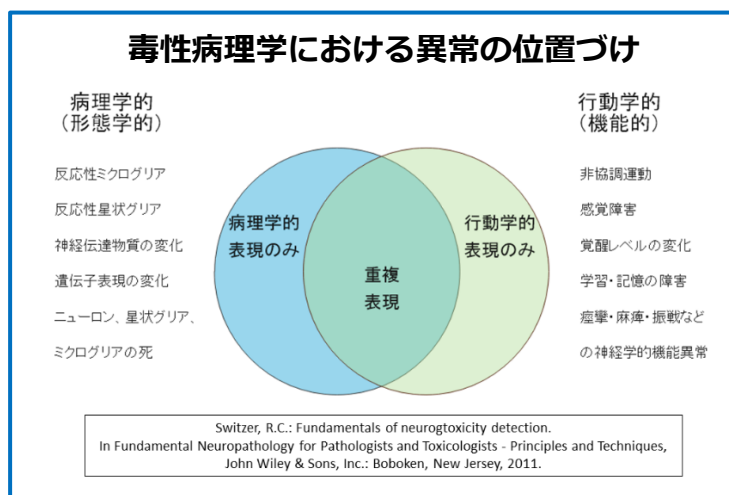 毒性病理学における異常の位置づけ
病理学的
（形態学的）
反応性ミクログリア
反応性星状グリア
神経伝達物質の変化
遺伝子表現の変化
ニューロン、星状グリア、
ミクログリアの死
病理学的
表現のみ
重複
表現
行動学的
表現のみ
行動学的
（機能的）
非協調運動
感覚障害
覚醒レベルの変化
学習・記憶の障害
痙攣・麻痺・振戦など
の神経学的機能異常
Switzer, R.C.: Fundamentals of neurogtoxicity detection.
In Fundamental Neuropathology for Pathologists and Toxicologists - Principles and Techniques,
John Wiley & Sons, Inc.: Boboken, New Jersey, 2011.